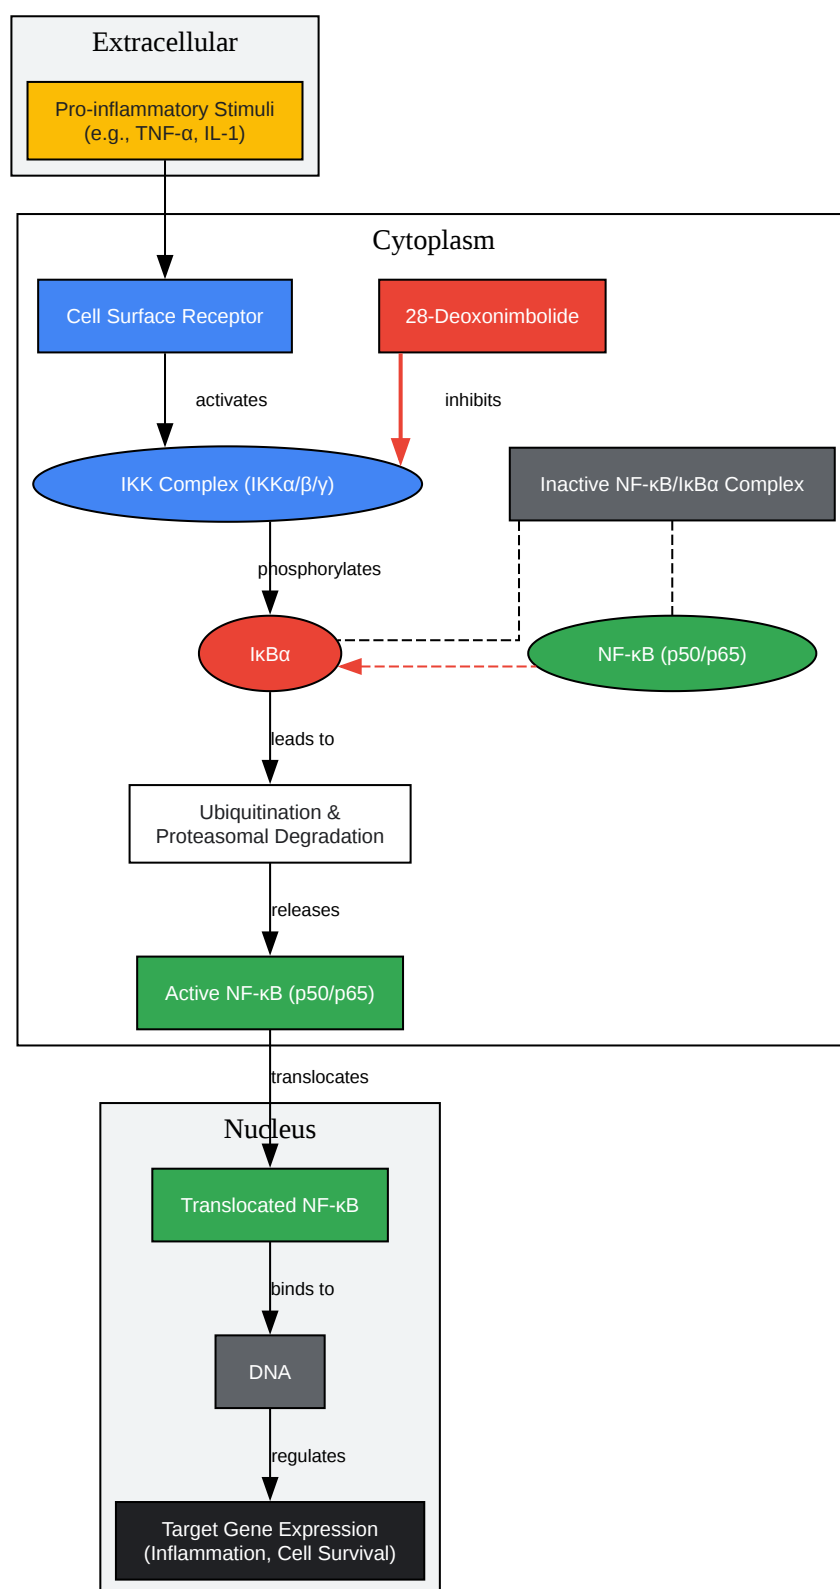 Extracellular
Pro-inflammatory Stimuli
(e.g., TNF-α, IL-1)
Cytoplasm
Cell Surface Receptor
28-Deoxonimbolide
activates
inhibits
IKK Complex (IKKα/β/γ)
Inactive NF-κB/IκBα Complex
phosphorylates
IκBα
NF-κB (p50/p65)
leads to
Ubiquitination &
Proteasomal Degradation
releases
Active NF-κB (p50/p65)
translocates
Nucleus
Translocated NF-κB
binds to
DNA
regulates
Target Gene Expression
(Inflammation, Cell Survival)